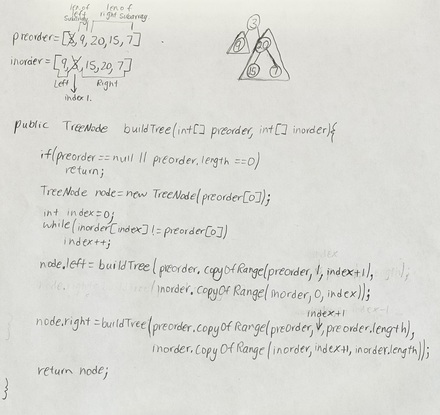 len of left subarray
len of right subarray
preorder = [3, 9, 20, 15, 7]
inorder = [9, 3, 15, 20, 7]
Left Right
index 1.
3
9 20
15 7
public TreeNode buildTree(int[] preorder, int[] inorder){
if(preorder == null || preorder.length == 0)
return;
TreeNode node = new TreeNode(preorder[0]);
int index = 0;
while(inorder[index] != preorder[0])
index++;
node.left = buildTree(preorder.copyOfRange(preorder, 1, index+1),
inorder.copyOfRange(inorder, 0, index));
index+1
node.right = buildTree(preorder.copyOfRange(preorder, , preorder.length),
inorder.copyOfRange(inorder, index+1, inorder.length));
return node;
}